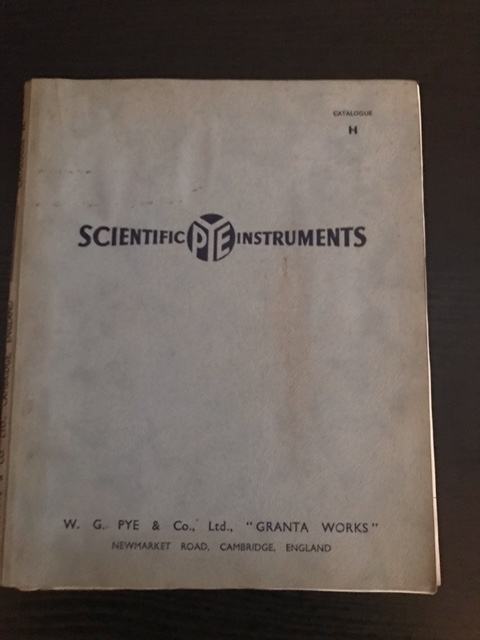 CATALOGUE
H
SCIENTIFIC PYE INSTRUMENTS
W. G. PYE & Co., Ltd., "GRANTA WORKS"
NEWMARKET ROAD, CAMBRIDGE, ENGLAND